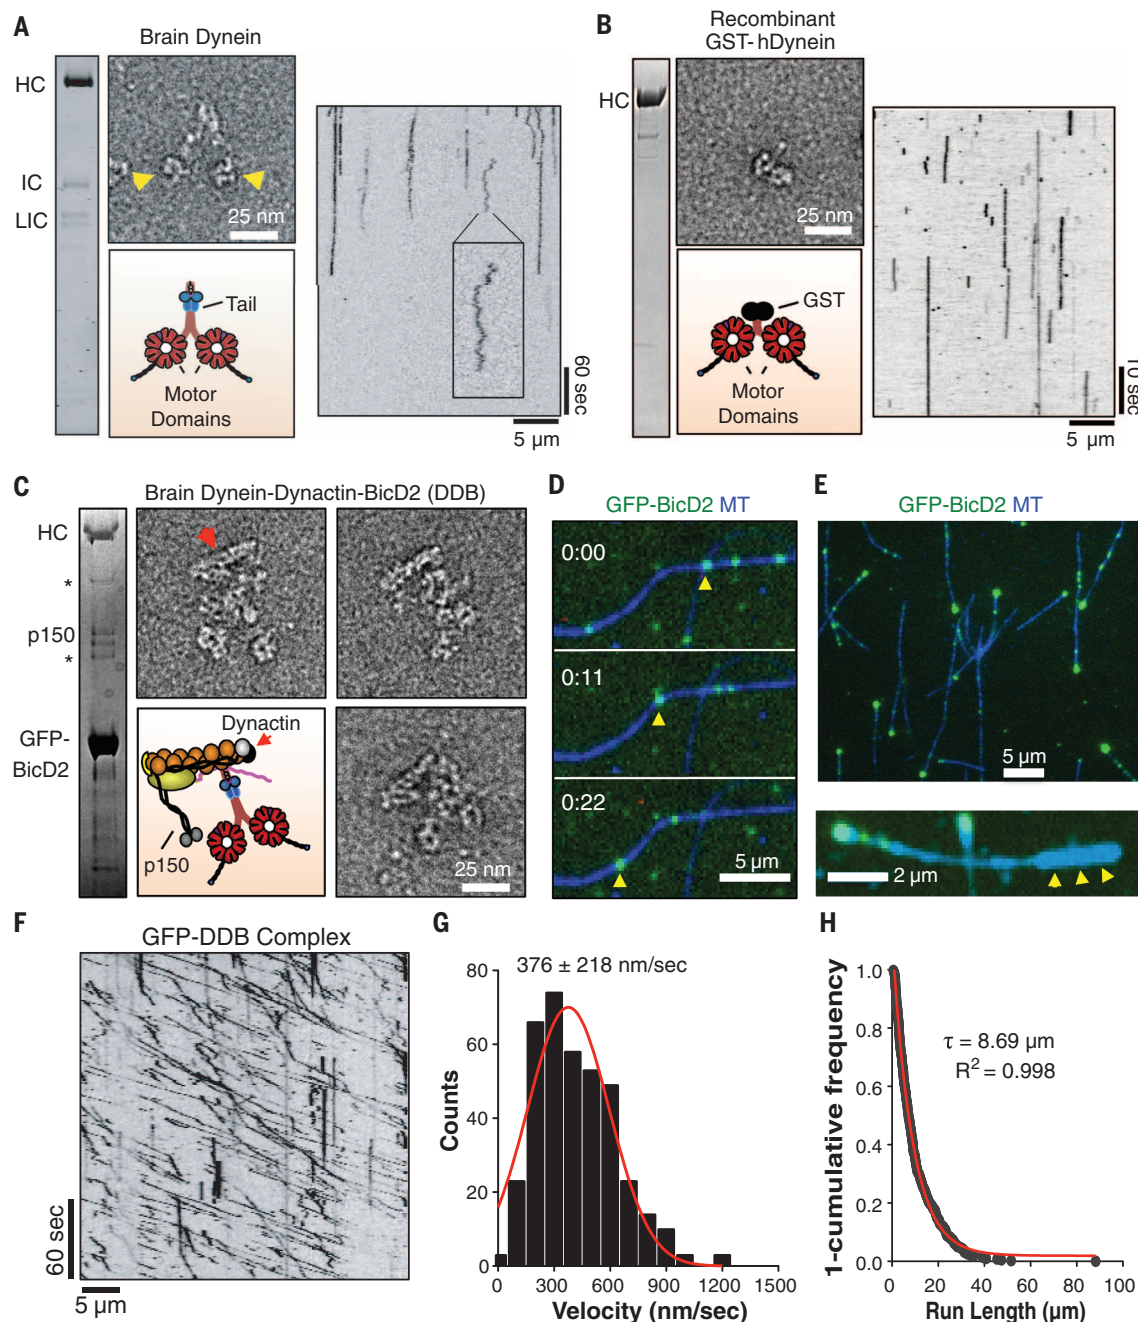 A
Brain Dynein
HC
IC
LIC
25 nm
Tail
Motor
Domains
60 sec
5 µm
B
Recombinant
GST-hDynein
HC
25 nm
GST
Motor
Domains
10 sec
5 µm
C
Brain Dynein-Dynactin-BicD2 (DDB)
HC
*
p150
*
GFP-
BicD2
Dynactin
p150
25 nm
D
GFP-BicD2 MT
0:00
0:11
0:22
5 µm
E
GFP-BicD2 MT
5 µm
2 µm
F
GFP-DDB Complex
60 sec
5 µm
G
376 ± 218 nm/sec
Counts
80
60
40
20
0
0 300 600 900 1200 1500
Velocity (nm/sec)
H
1-cumulative frequency
1.0
0.8
0.6
0.4
0.2
0.0
τ = 8.69 µm
R² = 0.998
0 20 40 60 80 100
Run Length (µm)